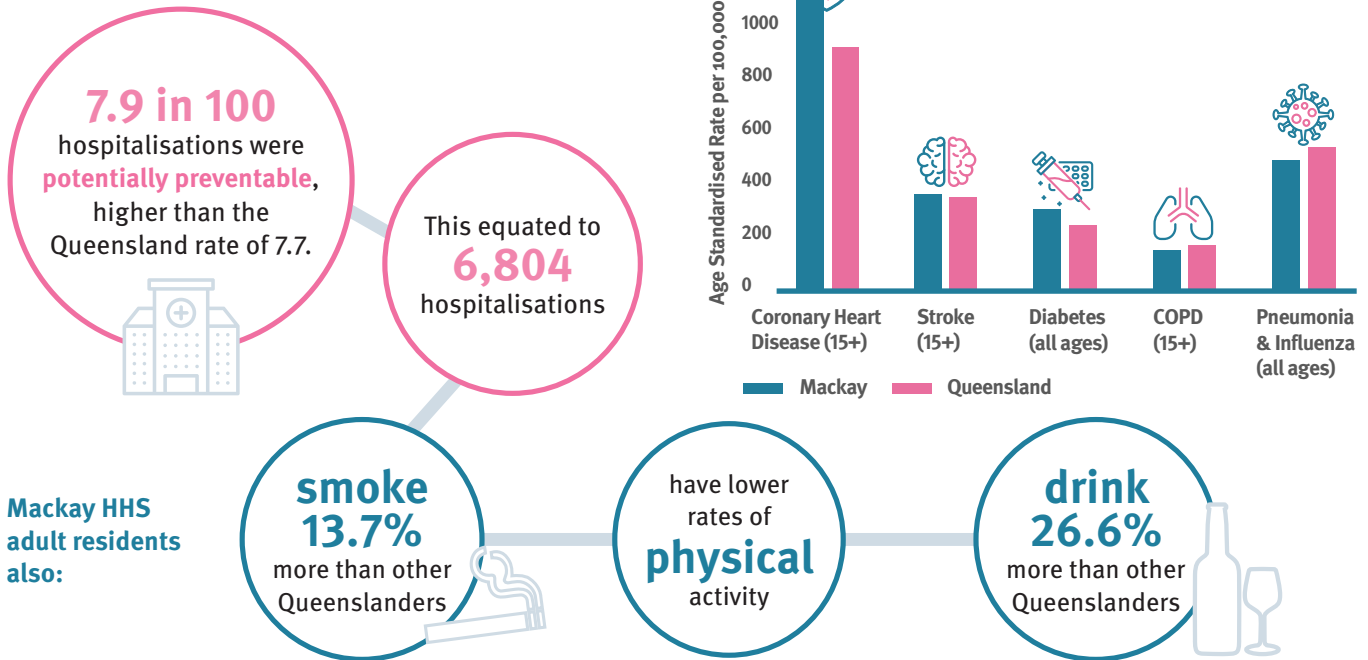 7.9 in 100
hospitalisations were
potentially preventable,
higher than the
Queensland rate of 7.7.
This equated to
6,804
hospitalisations
Age Standardised Rate per 100,000
1000
800
600
400
200
0
Coronary Heart
Disease (15+)
Stroke
(15+)
Diabetes
(all ages)
COPD
(15+)
Pneumonia
& Influenza
(all ages)
Mackay
Queensland
Mackay HHS
adult residents
also:
smoke
13.7%
more than other
Queenslanders
have lower
rates of
physical
activity
drink
26.6%
more than other
Queenslanders